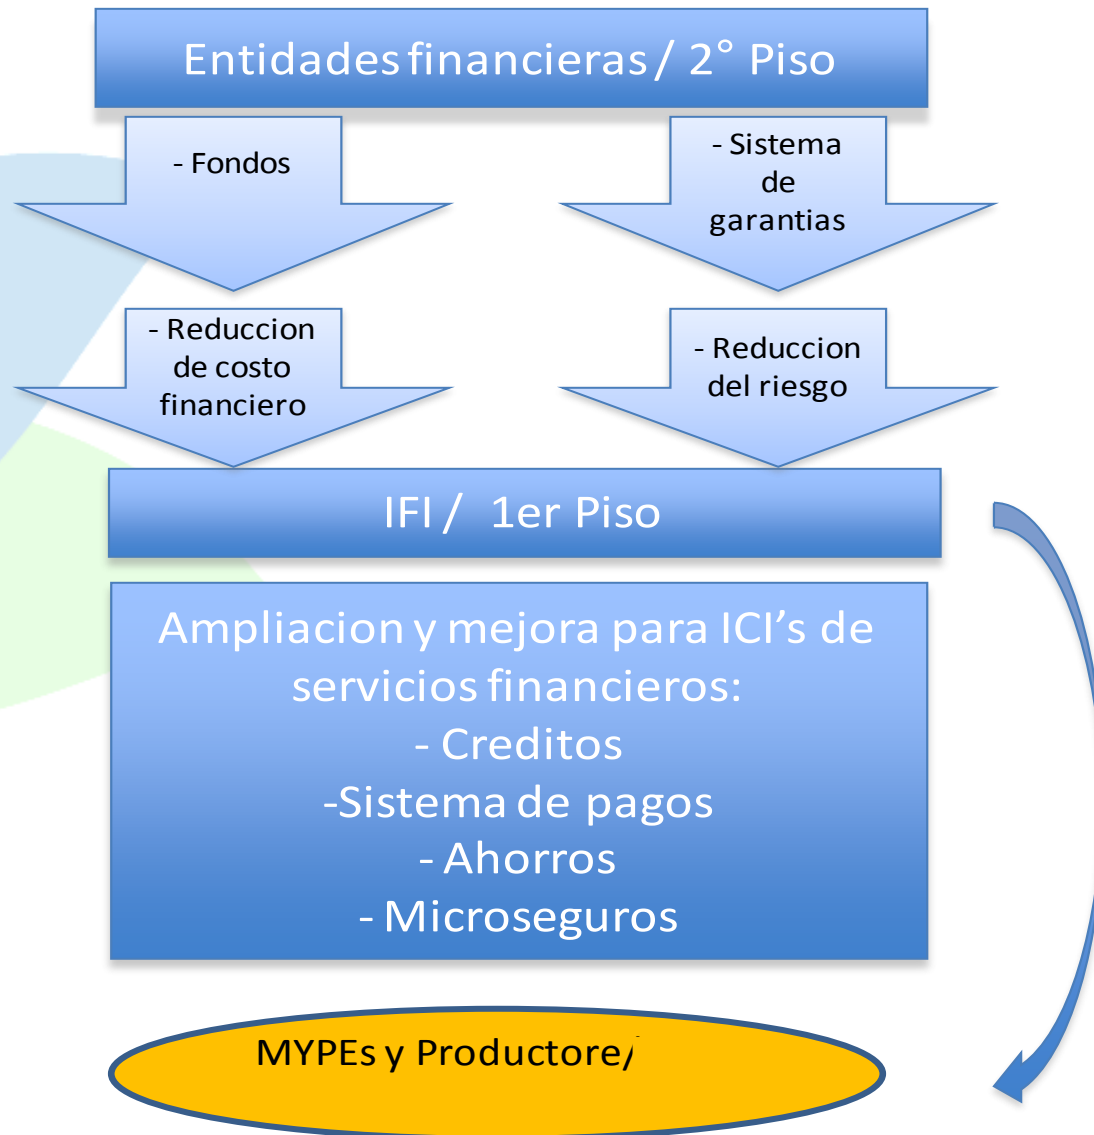 Entidades financieras / 2° Piso
- Fondos
- Sistema
de
garantias
- Reduccion
de costo
financiero
- Reduccion
del riesgo
IFI / 1er Piso
Ampliacion y mejora para ICI’s de
servicios financieros:
- Creditos
-Sistema de pagos
- Ahorros
- Microseguros
MYPEs y Productore/